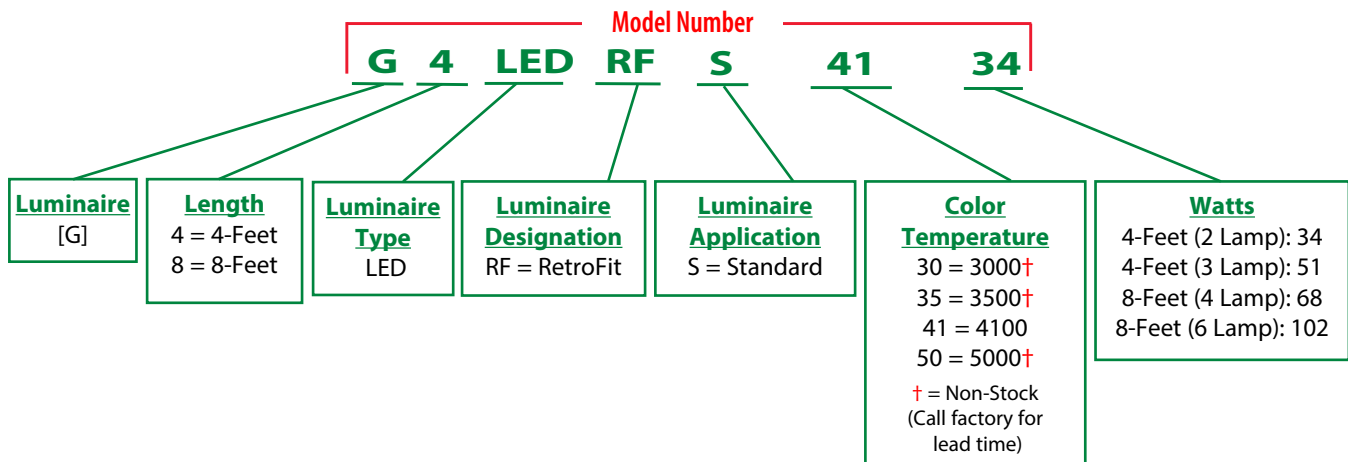 Model Number
G 4 LED RF S 41 34
Luminaire
[G]
Length
4 = 4-Feet
8 = 8-Feet
Luminaire
Type
LED
Luminaire
Designation
RF = RetroFit
Luminaire
Application
S = Standard
Color
Temperature
30 = 3000†
35 = 3500†
41 = 4100
50 = 5000†
† = Non-Stock
(Call factory for
lead time)
Watts
4-Feet (2 Lamp): 34
4-Feet (3 Lamp): 51
8-Feet (4 Lamp): 68
8-Feet (6 Lamp): 102